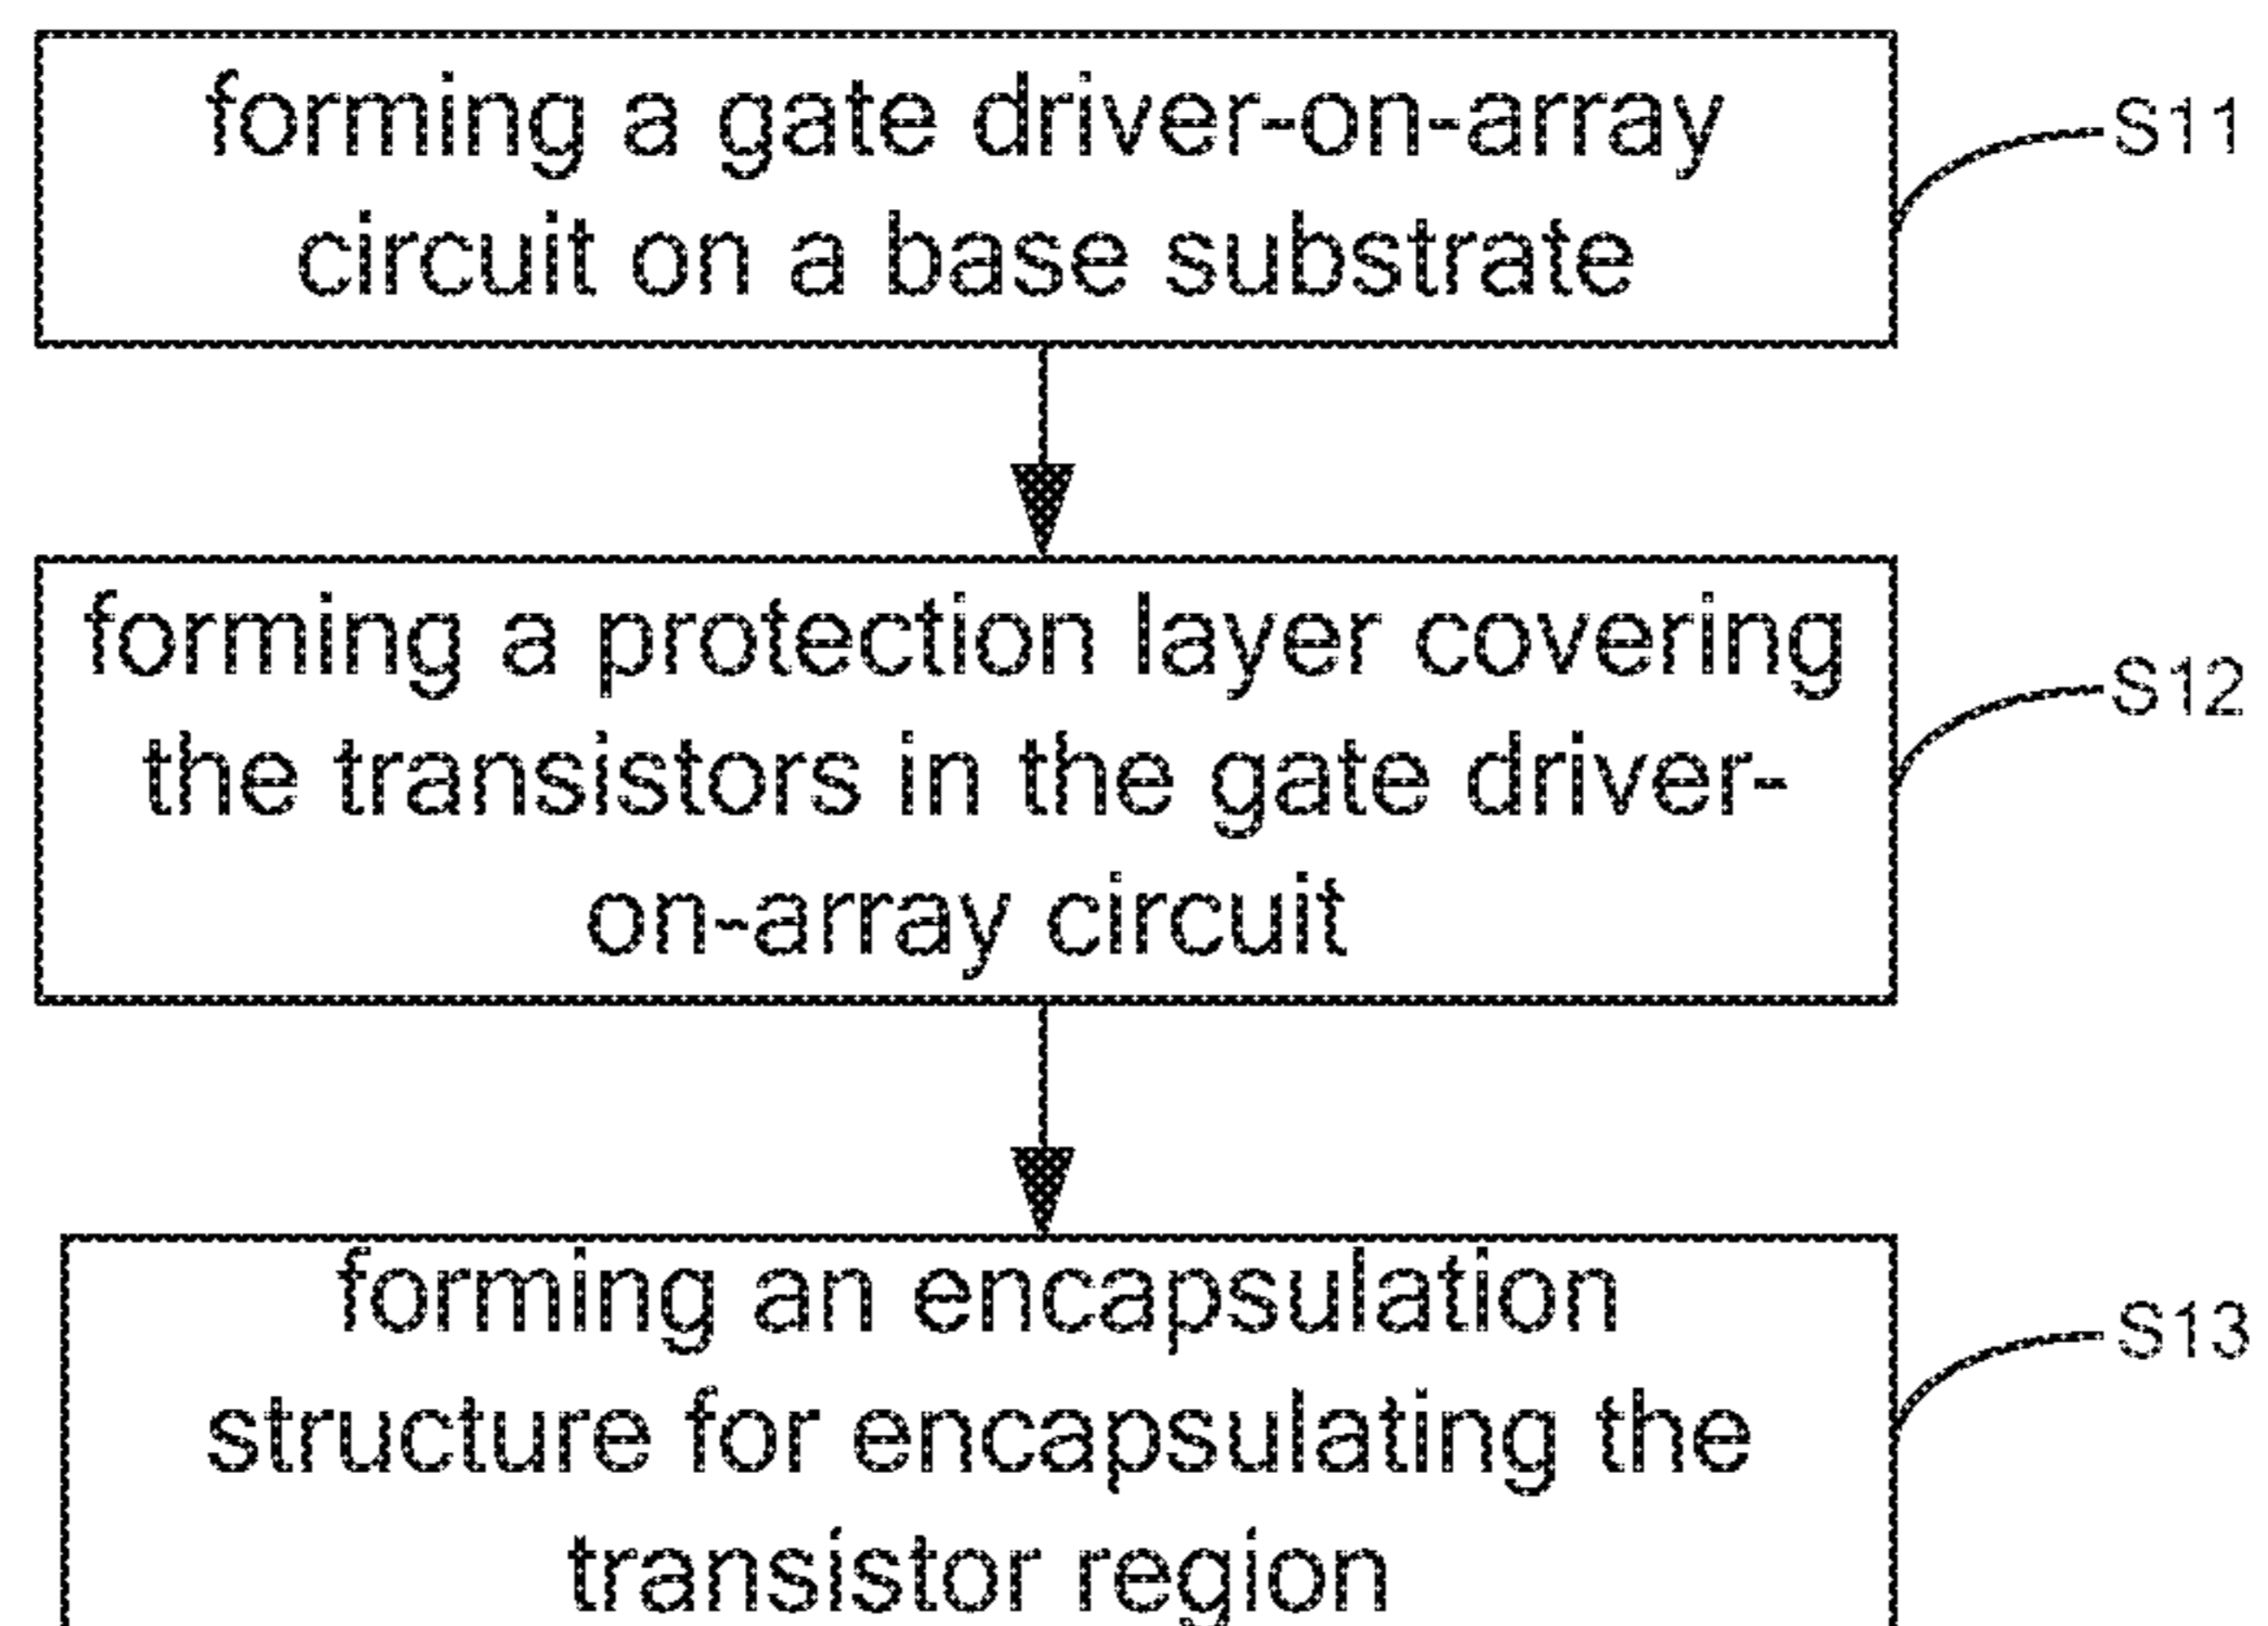 forming a gate driver-on-array
circuit on a base substrate
S11
forming a protection layer covering
the transistors in the gate driver-
on-array circuit
S12
forming an encapsulation
structure for encapsulating the
transistor region
S13